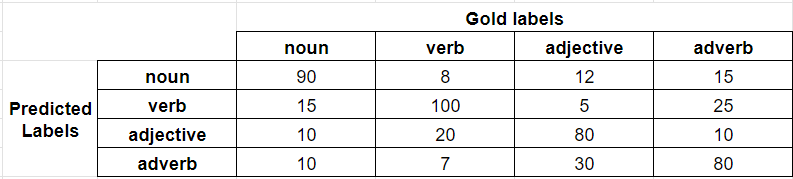 Gold labels
noun verb adjective adverb
noun 90 8 12 15
Predicted Labels
verb 15 100 5 25
adjective 10 20 80 10
adverb 10 7 30 80